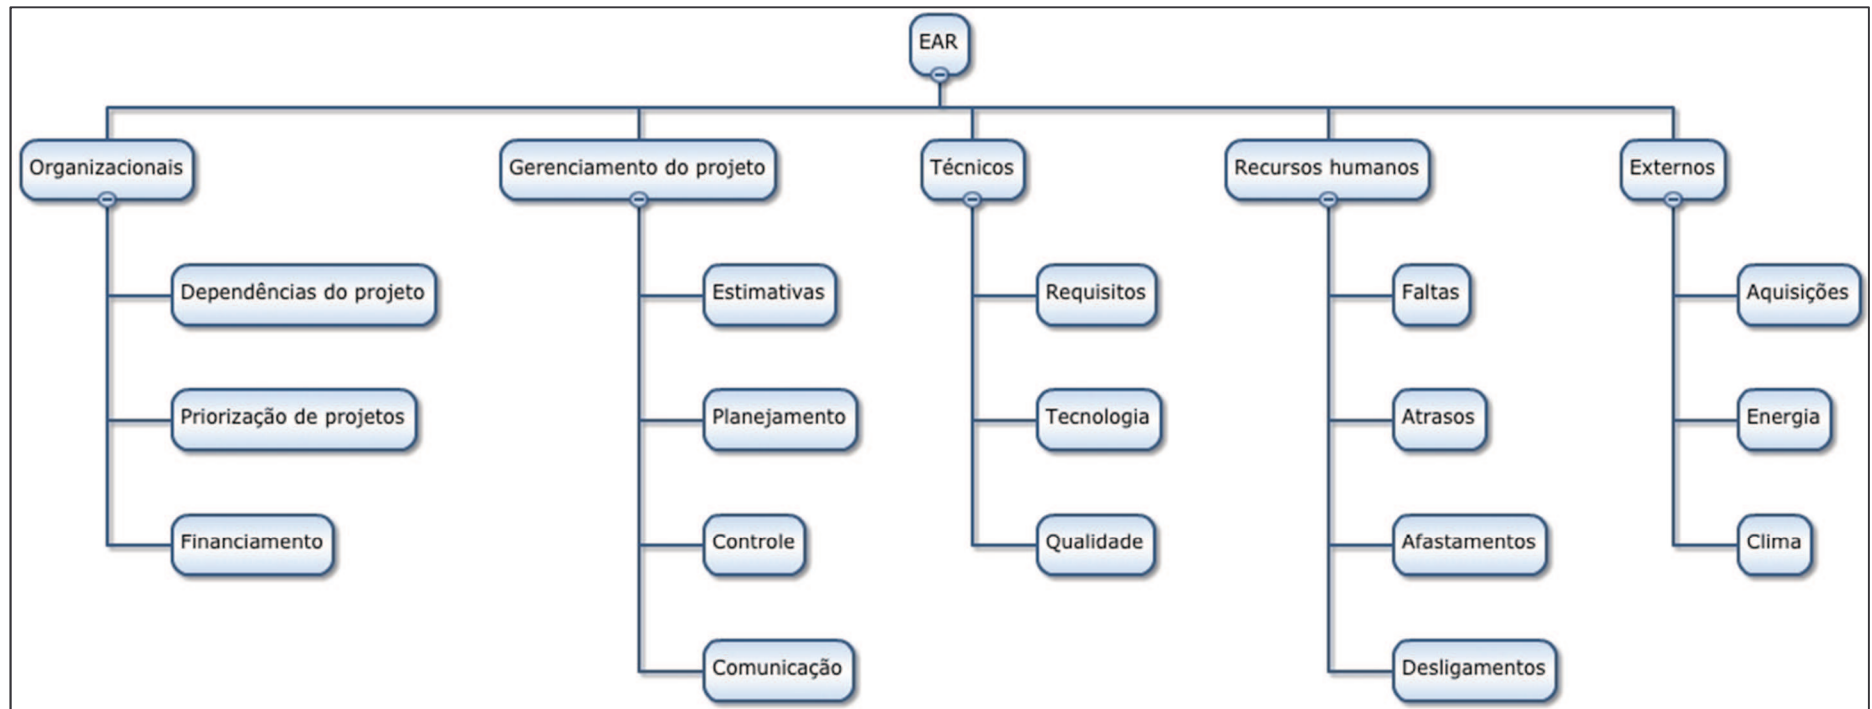 EAR
Organizacionais
Gerenciamento do projeto
Técnicos
Recursos humanos
Externos
Dependências do projeto
Estimativas
Requisitos
Faltas
Aquisições
Priorização de projetos
Planejamento
Tecnologia
Atrasos
Energia
Financiamento
Controle
Qualidade
Afastamentos
Clima
Comunicação
Desligamentos